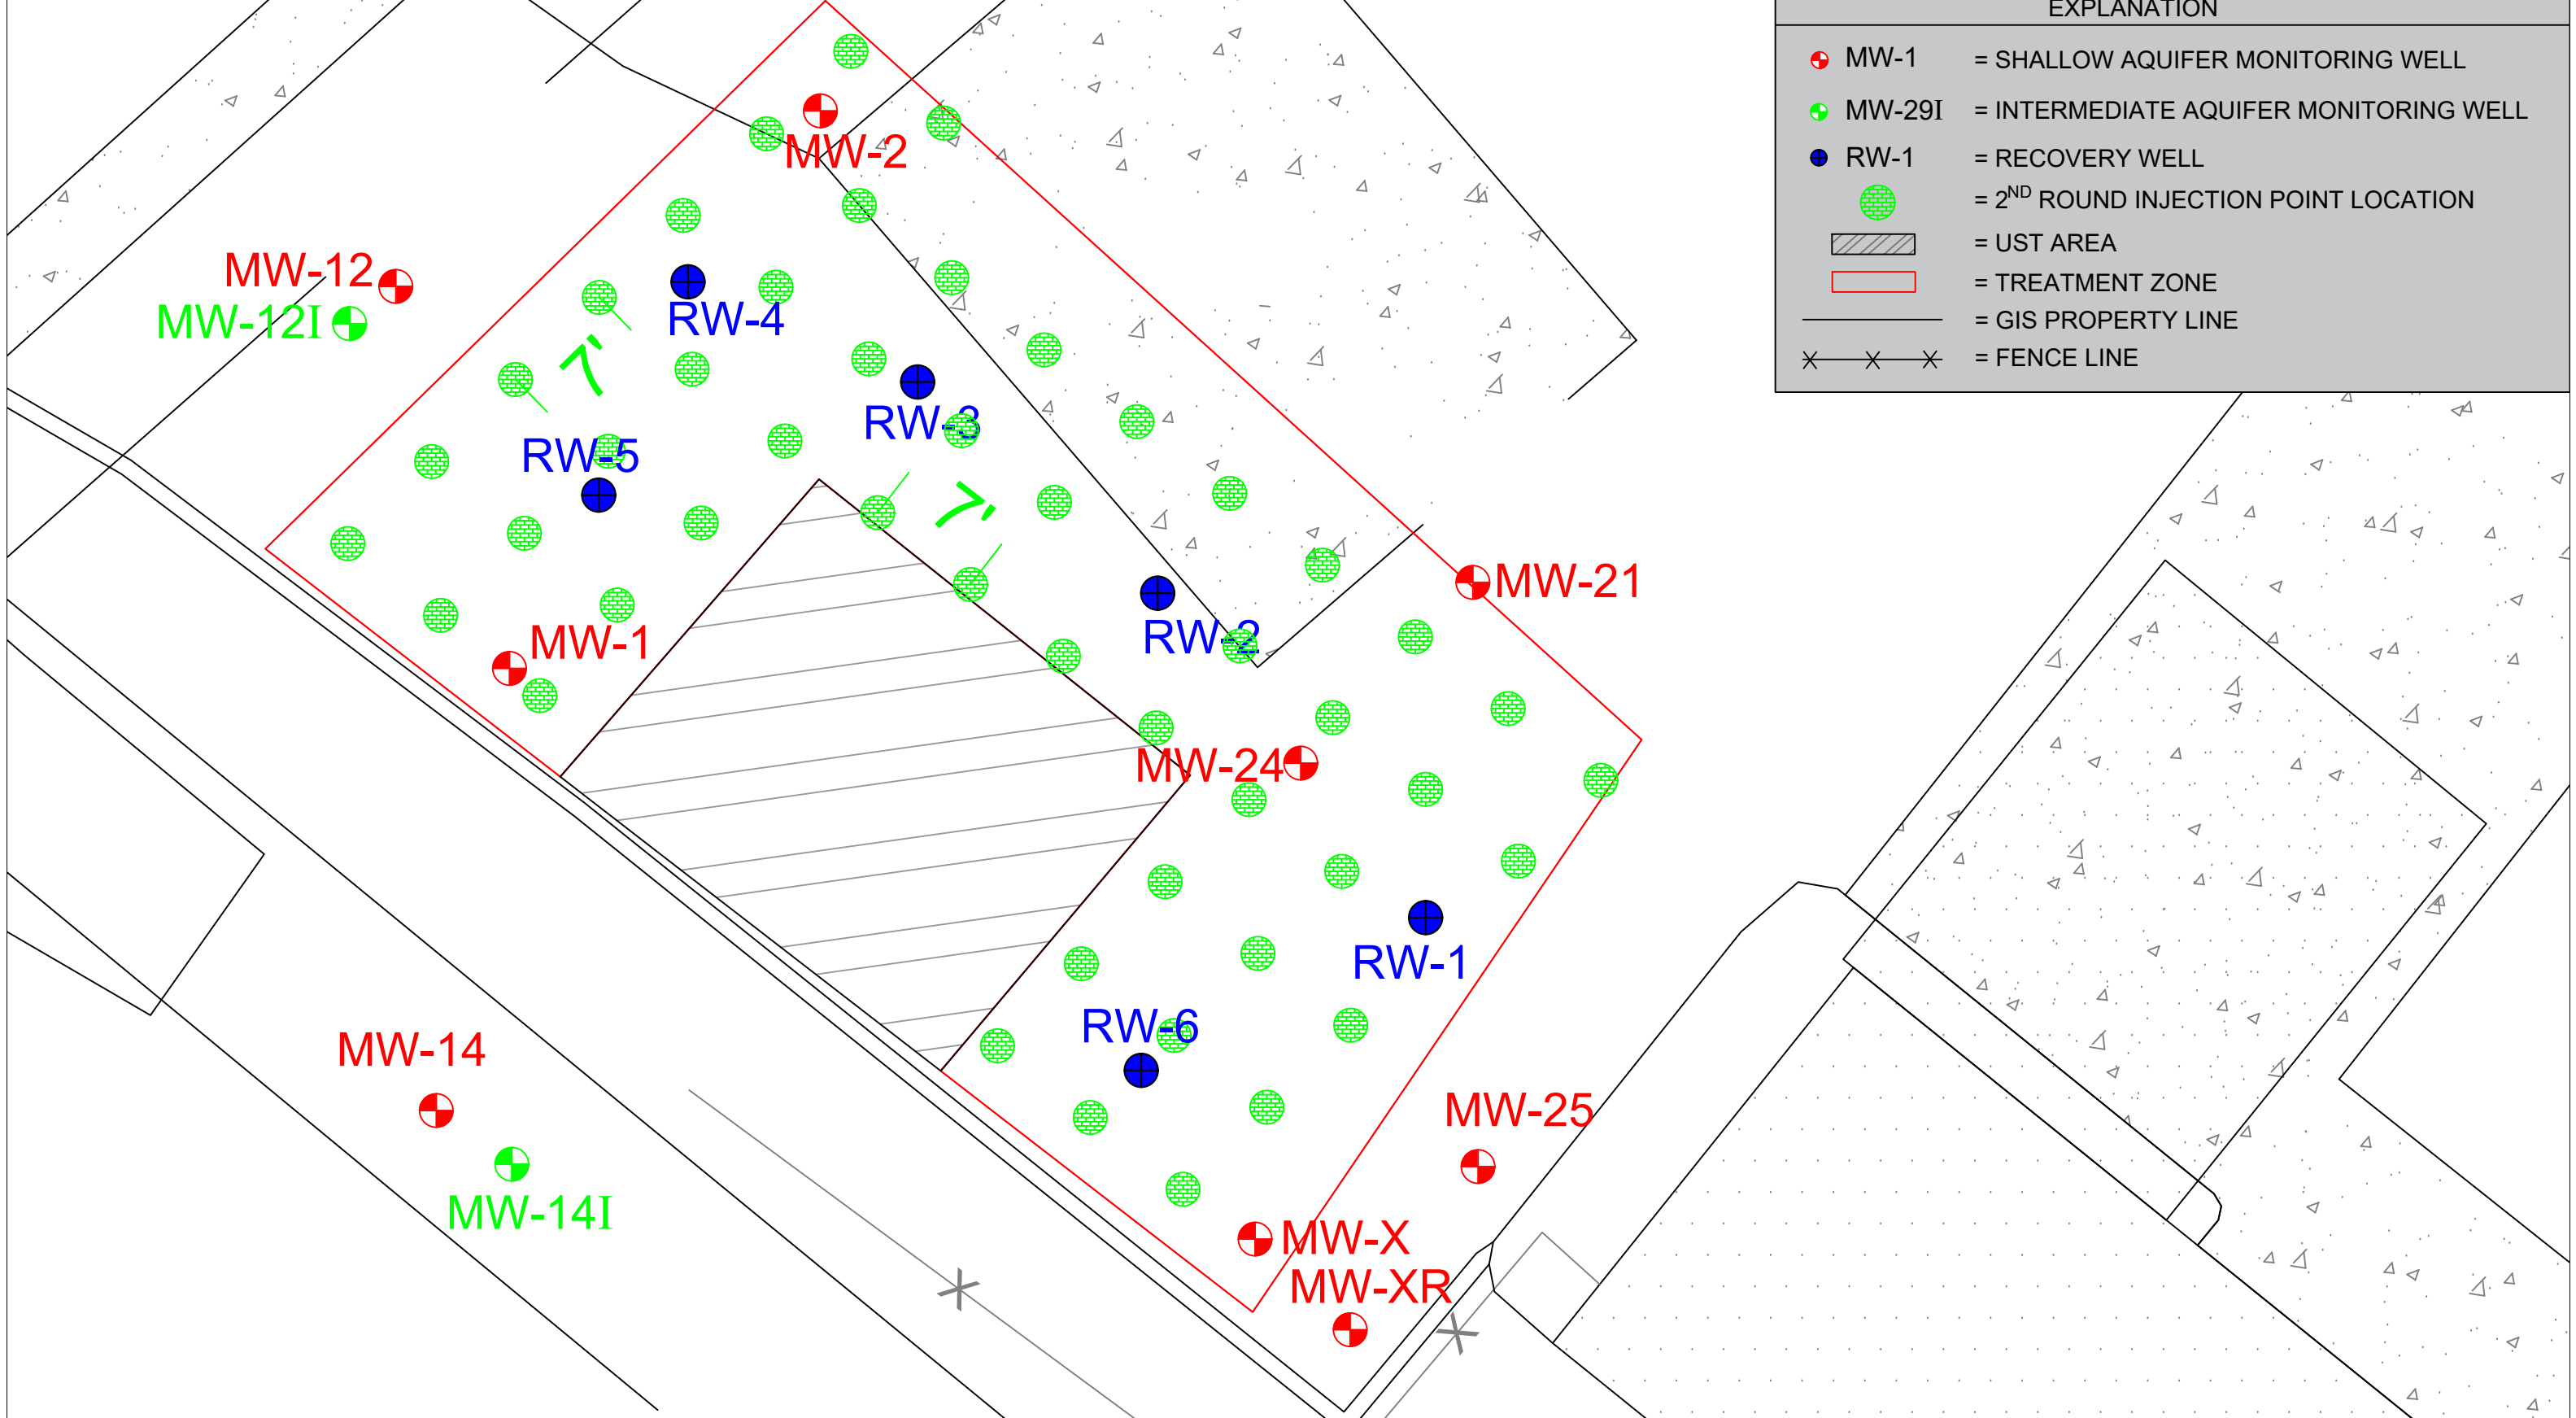 EXPLANATION
MW-1 = SHALLOW AQUIFER MONITORING WELL
MW-29I = INTERMEDIATE AQUIFER MONITORING WELL
RW-1 = RECOVERY WELL
= 2ND ROUND INJECTION POINT LOCATION
= UST AREA
= TREATMENT ZONE
= GIS PROPERTY LINE
= FENCE LINE
MW-2
MW-12
MW-12I
RW-4
7'
RW-3
RW-5
7'
MW-21
RW-2
MW-1
MW-24
RW-1
RW-6
MW-14
MW-25
MW-14I
MW-X
MW-XR